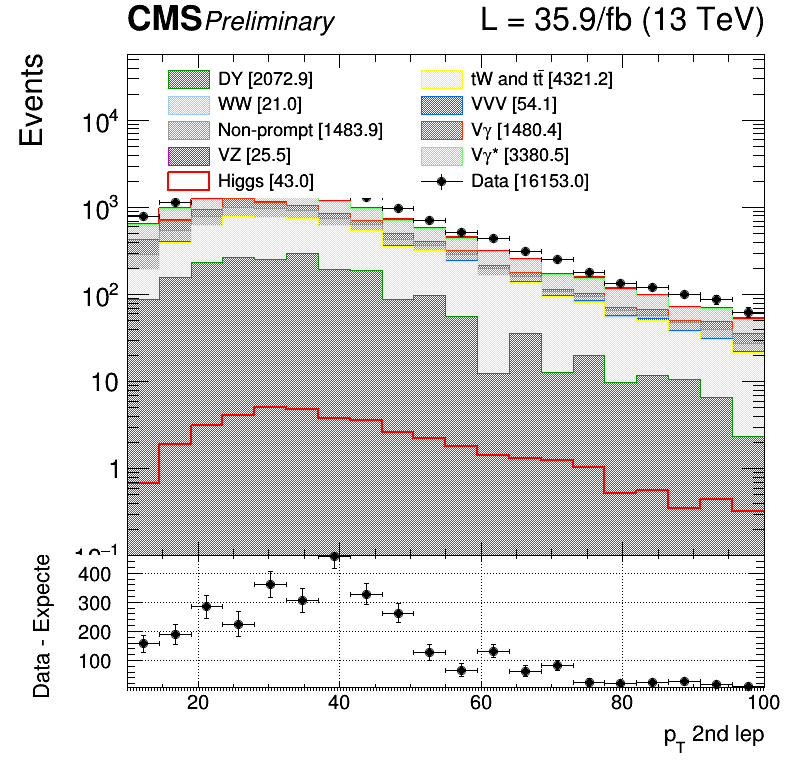 CMS Preliminary L = 35.9/fb (13 TeV)
Events
DY [2072.9] tW and tt̄ [4321.2]
WW [21.0] VVV [54.1]
Non-prompt [1483.9] Vγ [1480.4]
VZ [25.5] Vγ* [3380.5]
Higgs [43.0] Data [16153.0]
10⁴
10³
10²
10
1
10⁻¹
Data - Expecte
400
300
200
100
20 40 60 80 100
p_T 2nd lep